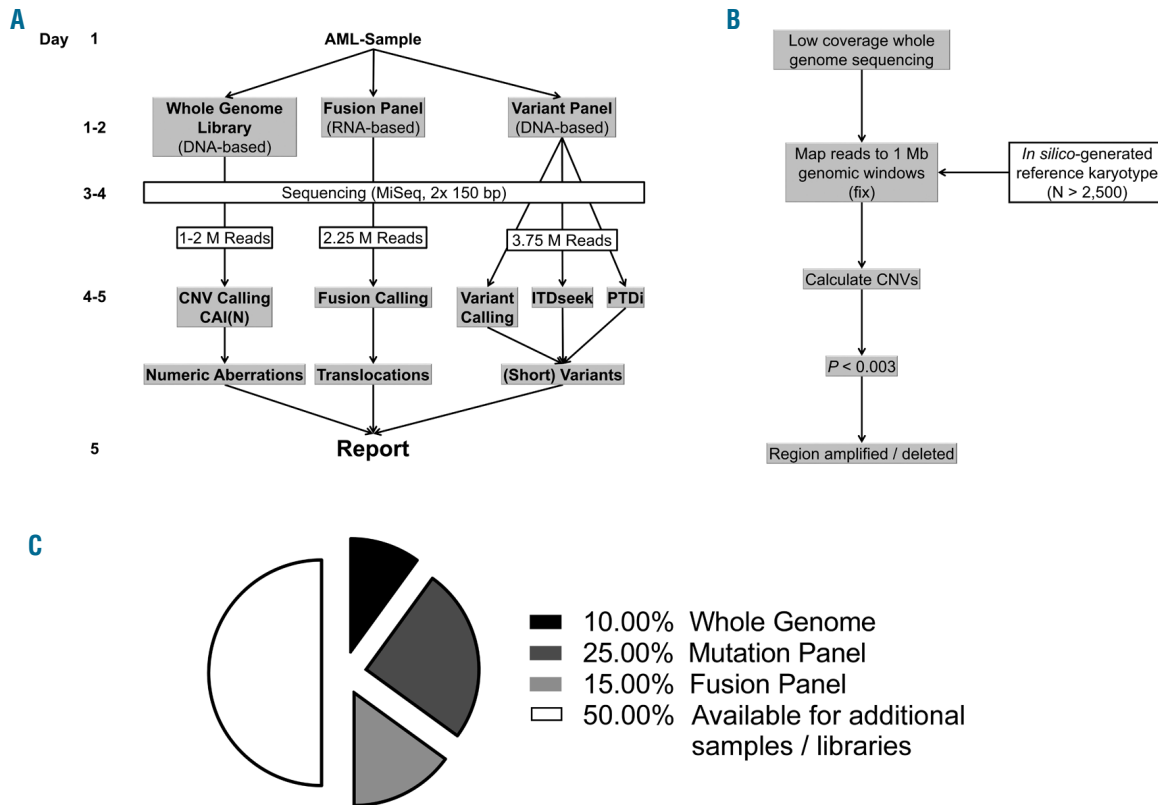 A
Day 1
AML-Sample
1-2
Whole Genome
Library
(DNA-based)
Fusion Panel
(RNA-based)
Variant Panel
(DNA-based)
3-4
Sequencing (MiSeq, 2x 150 bp)
1-2 M Reads
2.25 M Reads
3.75 M Reads
4-5
CNV Calling
CAI(N)
Fusion Calling
Variant
Calling
ITDseek
PTDi
Numeric Aberrations
Translocations
(Short) Variants
5
Report
B
Low coverage whole
genome sequencing
Map reads to 1 Mb
genomic windows
(fix)
In silico-generated
reference karyotype
(N > 2,500)
Calculate CNVs
P < 0.003
Region amplified / deleted
C
10.00% Whole Genome
25.00% Mutation Panel
15.00% Fusion Panel
50.00% Available for additional
samples / libraries